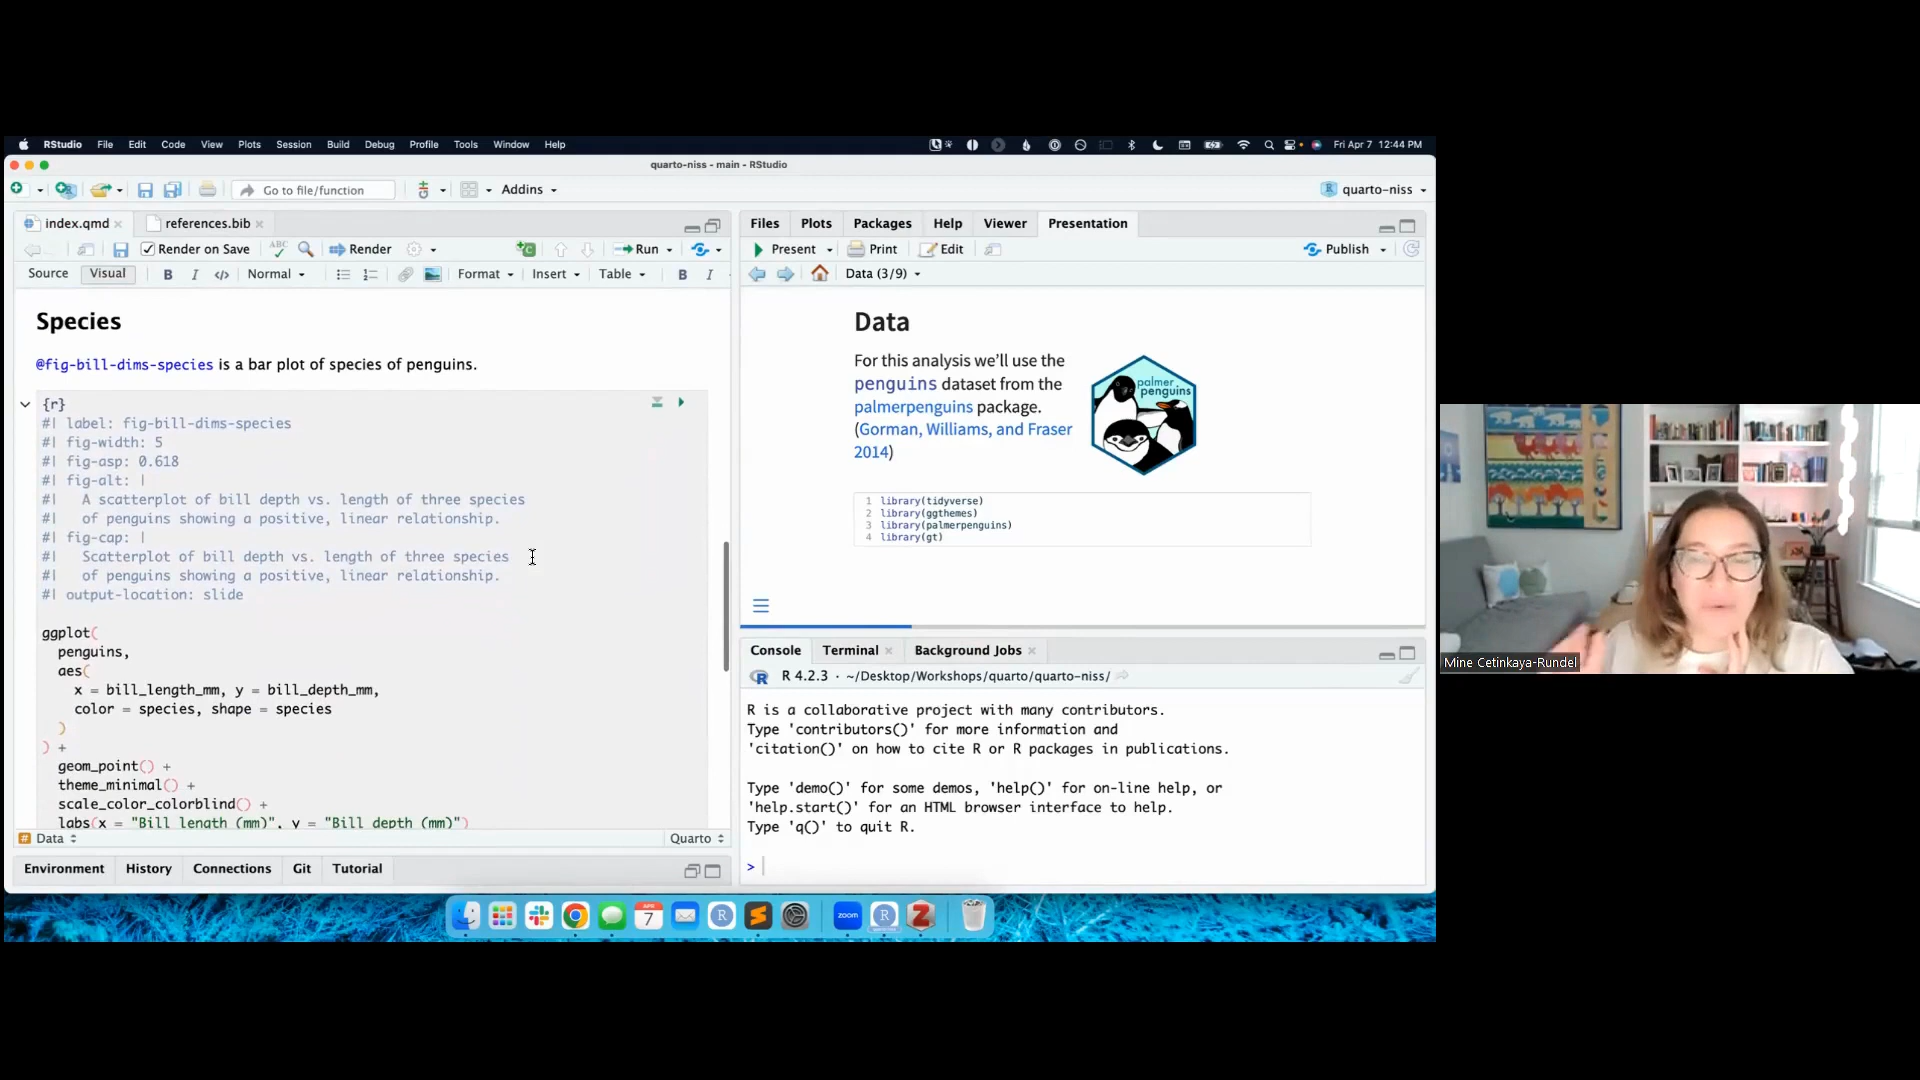 RStudio File Edit Code View Plots Session Build Debug Profile Tools Window Help Fri Apr 7 12:44 PM
quarto-niss - main - RStudio
Go to file/function Addins quarto-niss
index.qmd references.bib
Render on Save ABC Render Run
Source Visual B I </> Normal Format Insert Table B I
Species
@fig-bill-dims-species is a bar plot of species of penguins.
{r}
#| label: fig-bill-dims-species
#| fig-width: 5
#| fig-asp: 0.618
#| fig-alt: |
#|   A scatterplot of bill depth vs. length of three species
#|   of penguins showing a positive, linear relationship.
#| fig-cap: |
#|   Scatterplot of bill depth vs. length of three species
#|   of penguins showing a positive, linear relationship.
#| output-location: slide
ggplot(
penguins,
aes(
x = bill_length_mm, y = bill_depth_mm,
color = species, shape = species
)
) +
geom_point() +
theme_minimal() +
scale_color_colorblind() +
labs(x = "Bill length (mm)", y = "Bill depth (mm)")
Data Quarto
Environment History Connections Git Tutorial
Files Plots Packages Help Viewer Presentation
Present Print Edit Publish
Data (3/9)
Data
For this analysis we'll use the
penguins dataset from the
palmerpenguins package.
(Gorman, Williams, and Fraser
2014)
palmer
penguins
1 library(tidyverse)
2 library(ggthemes)
3 library(palmerpenguins)
4 library(gt)
Console Terminal Background Jobs
R 4.2.3 · ~/Desktop/Workshops/quarto/quarto-niss/
R is a collaborative project with many contributors.
Type 'contributors()' for more information and
'citation()' on how to cite R or R packages in publications.
Type 'demo()' for some demos, 'help()' for on-line help, or
'help.start()' for an HTML browser interface to help.
Type 'q()' to quit R.
>
APR
7
R
zoom
R
Z
Mine Cetinkaya-Rundel